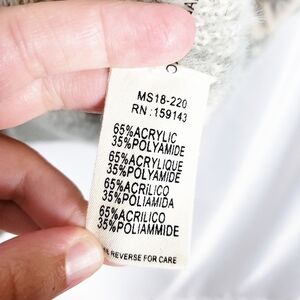 MS18-220
RN:159143
65%ACRYLIC
35%POLYAMIDE
65%ACRYLIQUE
35%POLYAMIDE
65%ACRíLICO
35%POLIAMIDA
65%ACRILICO
35%POLIAMMIDE
REVERSE FOR CARE